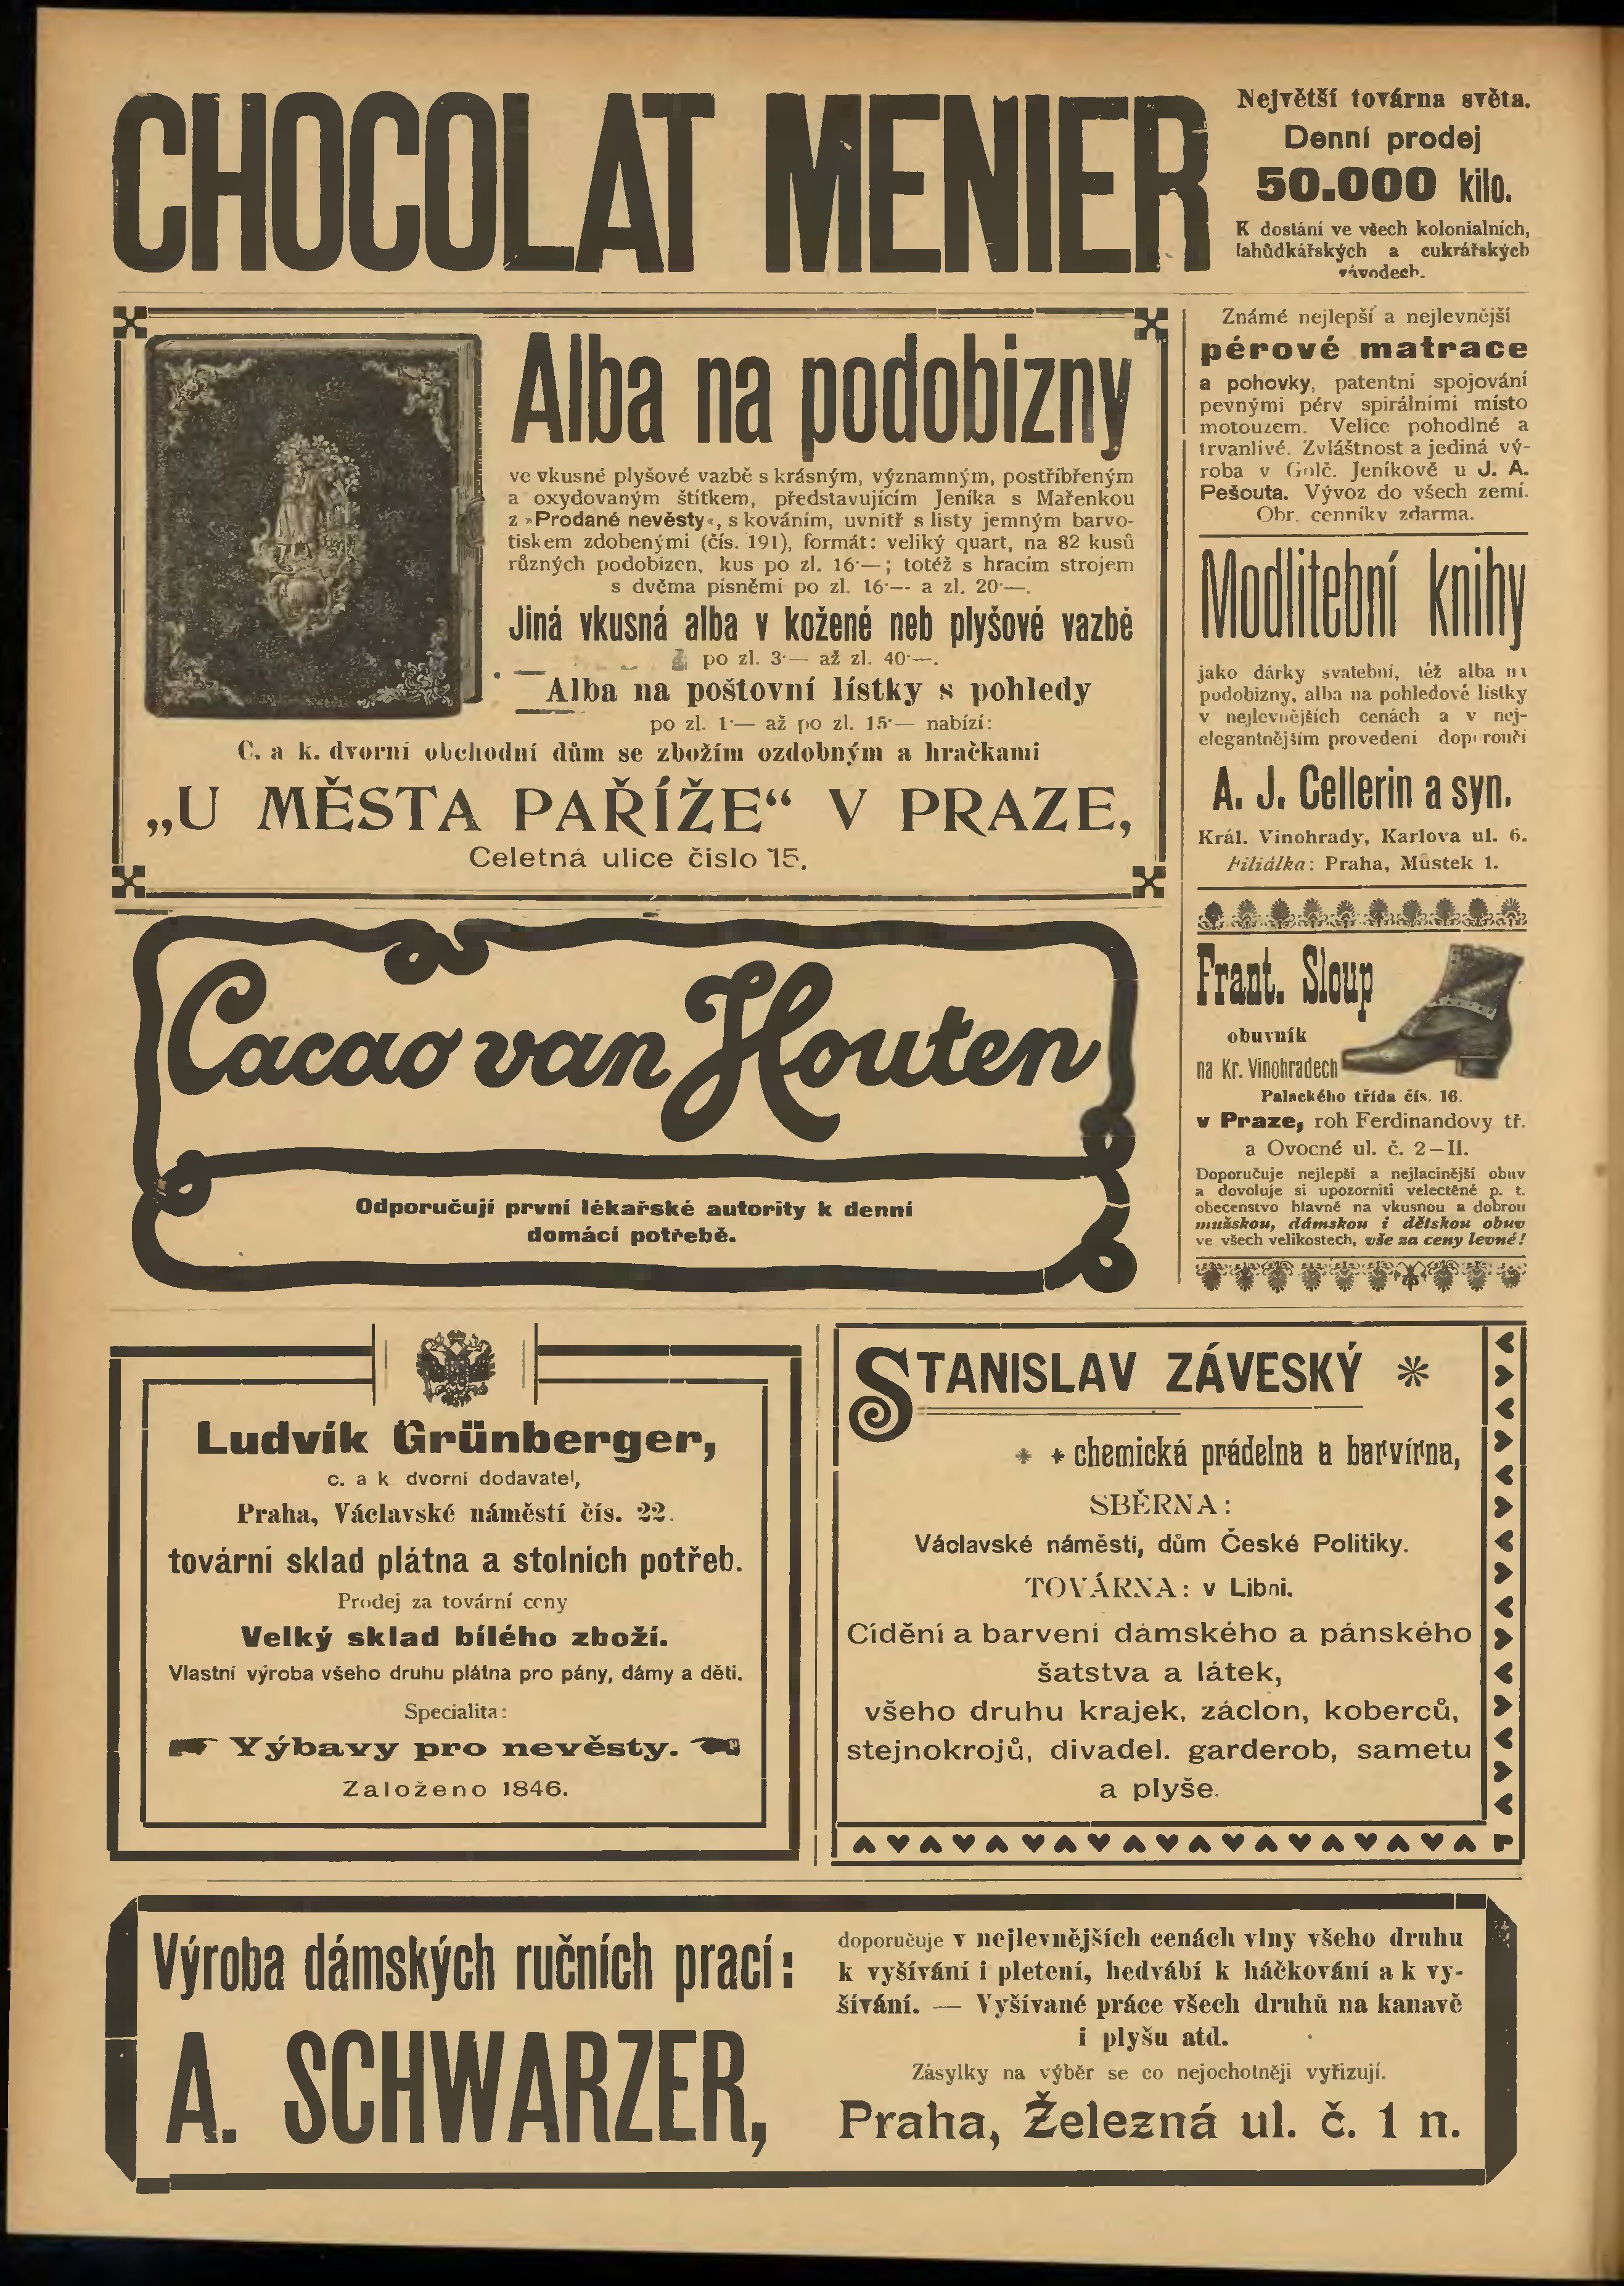 CHOCOLAT MENIER
Největší továrna světa.
Denní prodej
50.000 kilo.
K dostání ve všech kolonialních,
lahůdkářských a cukrářských
závodech.
Alba na podobizny
ve vkusné plyšové vazbě s krásným, významným, postříbřeným
a oxydovaným štítkem, představujícím Jeníka s Mařenkou
z »Prodané nevěsty«, s kováním, uvnitř s listy jemným barvo-
tiskem zdobenými (čís. 191), formát: veliký quart, na 82 kusů
různých podobizen, kus po zl. 16·—; totéž s hracím strojem
s dvěma písněmi po zl. 16·— a zl. 20·—.
Jiná vkusná alba v kožené neb plyšové vazbě
po zl. 3·— až zl. 40·—.
Alba na poštovní lístky s pohledy
po zl. 1·— až po zl. 15·— nabízí:
C. a k. dvorní obchodní dům se zbožím ozdobným a hračkami
„U MĚSTA PAŘÍŽE“ V PRAZE,
Celetná ulice číslo 15.
Známé nejlepší a nejlevnější
pérové matrace
a pohovky, patentní spojování
pevnými pérv spirálními místo
motouzem. Velice pohodlné a
trvanlivé. Zvláštnost a jediná vý-
roba v Golč. Jeníkově u J. A.
Pešouta. Vývoz do všech zemí.
Obr. cenníky zdarma.
Modlitební knihy
jako dárky svatební, též alba na
podobizny, alba na pohledové lístky
v nejlevnějších cenách a v nej-
elegantnějším provedení doporoučí
A. J. Cellerin a syn.
Král. Vinohrady, Karlova ul. 6.
Filiálka: Praha, Můstek 1.
Frant. Sloup
obuvník
na Kr. Vinohradech
Palackého třída čís. 16.
v Praze, roh Ferdinandovy tř.
a Ovocné ul. č. 2—II.
Doporučuje nejlepší a nejlacinější obuv
a dovoluje si upozorniti velectěné p. t.
obecenstvo hlavně na vkusnou a dobrou
mužskou, dámskou i dětskou obuv
ve všech velikostech, vše za ceny levné!
Cacao van Houten
Odporučují první lékařské autority k denní
domácí potřebě.
Ludvík Grünberger,
c. a k dvorní dodavatel,
Praha, Václavské náměstí čís. 22.
tovární sklad plátna a stolních potřeb.
Prodej za tovární ceny
Velký sklad bílého zboží.
Vlastní výroba všeho druhu plátna pro pány, dámy a děti.
Specialita:
Výbavy pro nevěsty.
Založeno 1846.
STANISLAV ZÁVESKÝ *
* * chemická prádelna a barvírna,
SBĚRNA:
Václavské náměstí, dům České Politiky.
TOVÁRNA: v Libni.
Cídění a barvení dámského a pánského
šatstva a látek,
všeho druhu krajek, záclon, koberců,
stejnokrojů, divadel. garderob, sametu
a plyše.
Výroba dámských ručních prací:
A. SCHWARZER,
doporučuje v nejlevnějších cenách vlny všeho druhu
k vyšívání i pletení, hedvábí k háčkování a k vy-
šívání. — Vyšívané práce všech druhů na kanavě
i plyšu atd.
Zásylky na výběr se co nejochotněji vyřizují.
Praha, Železná ul. č. 1 n.